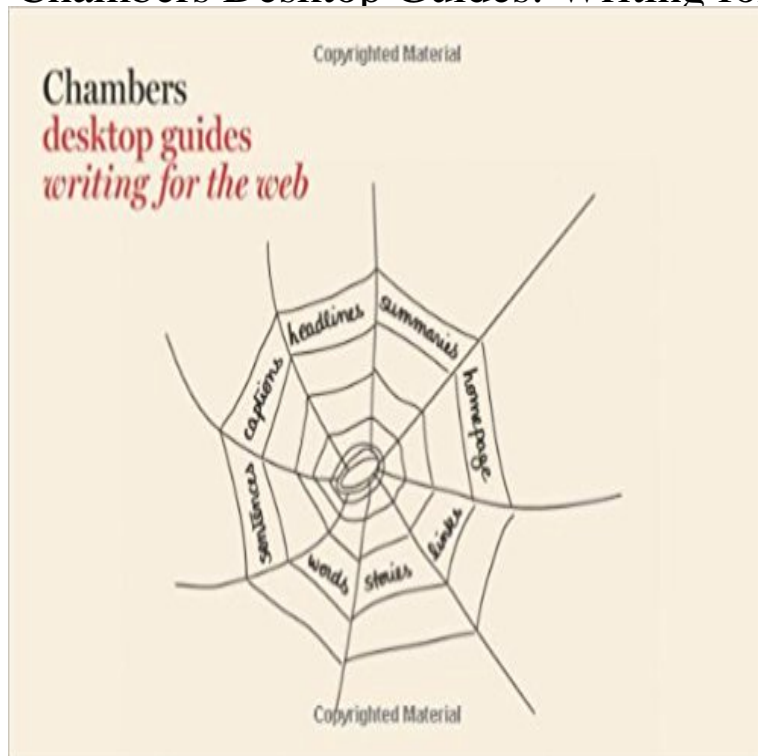 Copyrighted Material
Chambers
desktop guides
writing for the web
headlines
summaries
captions
homepage
sentences
links
words
stories
Copyrighted Material